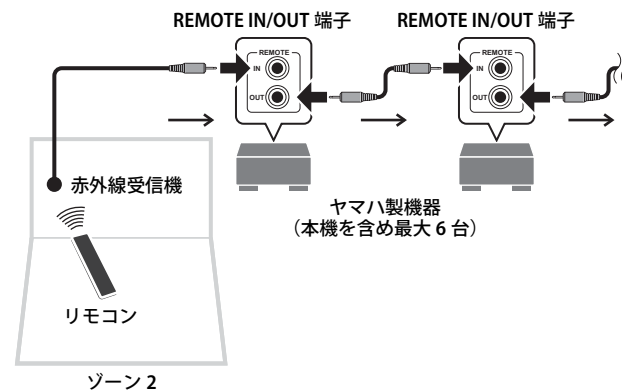 REMOTE IN/OUT 端子
REMOTE IN/OUT 端子
REMOTE
IN
OUT
REMOTE
IN
OUT
赤外線受信機
リモコン
ゾーン 2
ヤマハ製機器
（本機を含め最大 6 台）